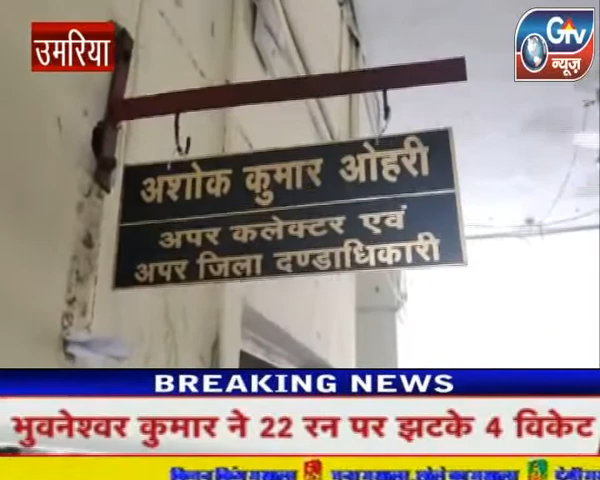 उमरिया
Gtv
न्यूज़
अशोक कुमार ओहरी
अपर कलेक्टर एवं
अपर जिला दण्डाधिकारी
BREAKING NEWS
भुवनेश्वर कुमार ने 22 रन पर झटके 4 विकेट